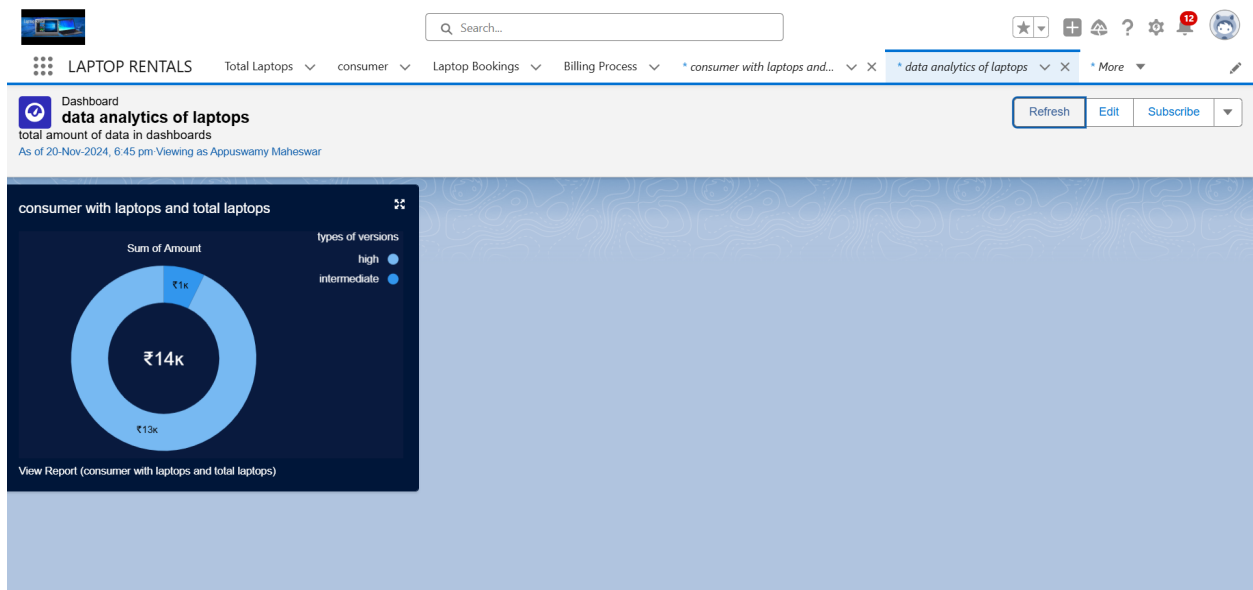 Search...
12
LAPTOP RENTALS Total Laptops consumer Laptop Bookings Billing Process * consumer with laptops and... * data analytics of laptops * More
Dashboard
data analytics of laptops
total amount of data in dashboards
As of 20-Nov-2024, 6:45 pm·Viewing as Appuswamy Maheswar
Refresh Edit Subscribe
consumer with laptops and total laptops
Sum of Amount
types of versions
high
intermediate
₹1K
₹14K
₹13K
View Report (consumer with laptops and total laptops)